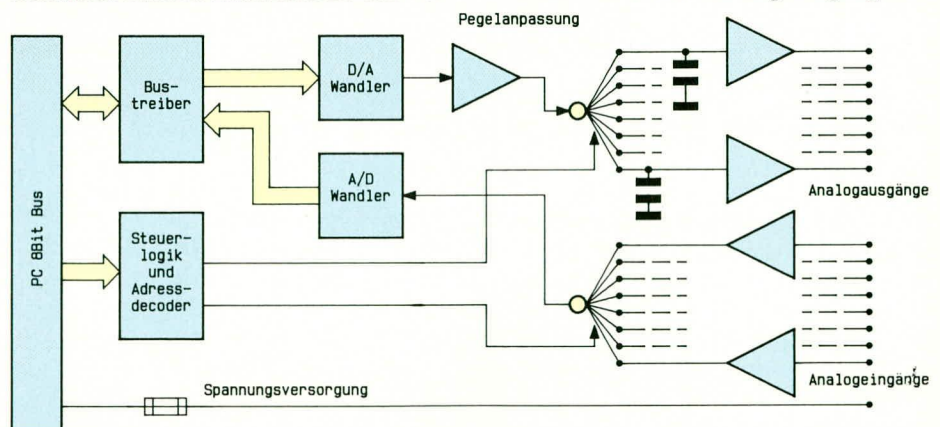 Pegelanpassung
Bus-
treiber
D/A
Wandler
A/D
Wandler
Analogausgänge
PC 8Bit Bus
Steuer-
logik
und
Adress-
decoder
Spannungsversorgung
Analogeingänge